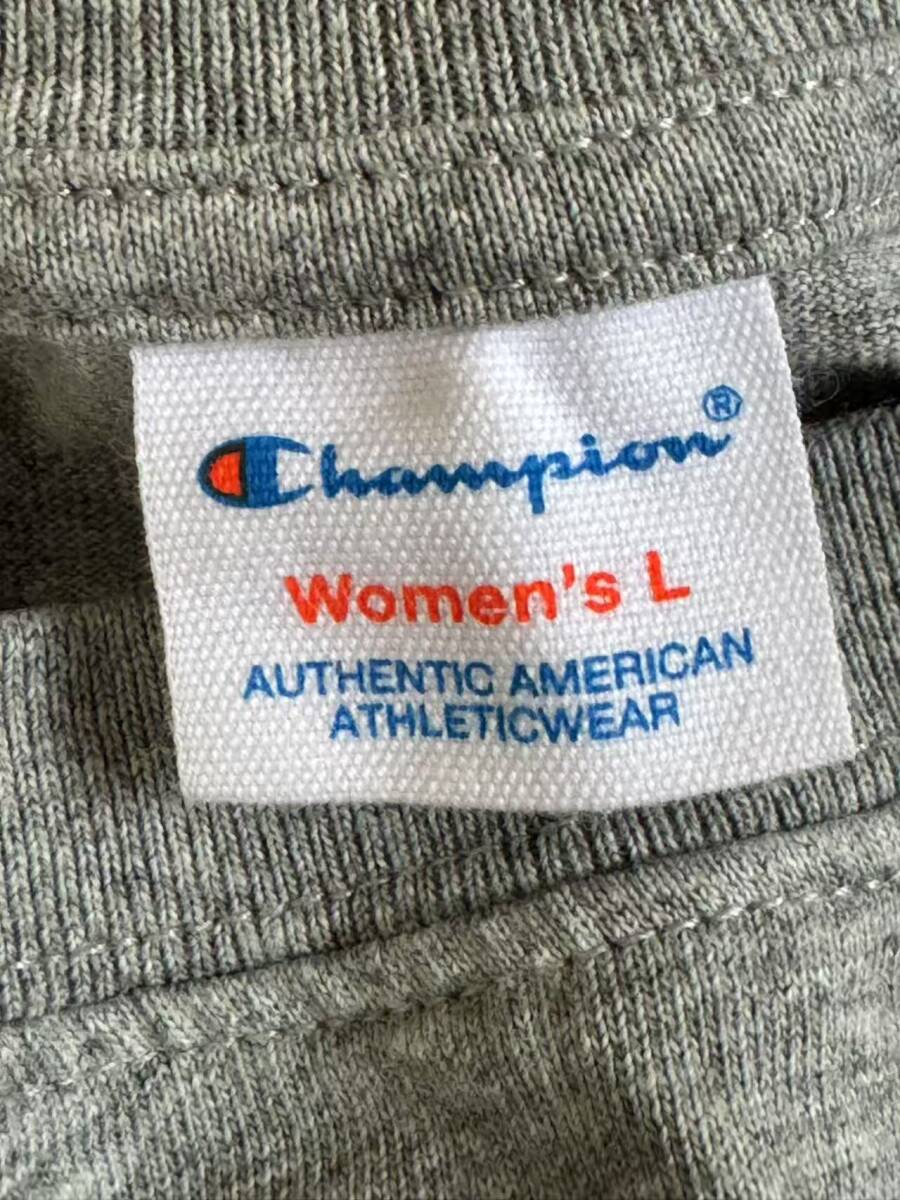 Champion®
Women's L
AUTHENTIC AMERICAN
ATHLETICWEAR